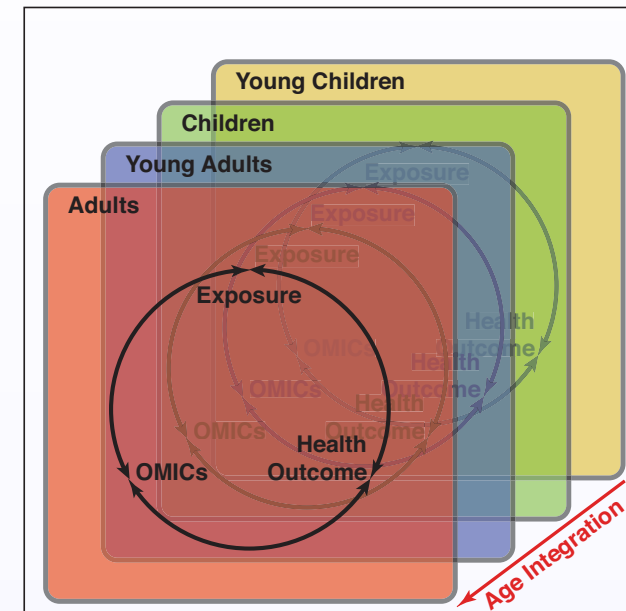 Young Children
Children
Young Adults
Adults
Exposure
Exposure
Exposure
Exposure
Health
Outcome
OMICs
Health
Outcome
OMICs
Health
Outcome
OMICs
Health
Outcome
OMICs
Age Integration